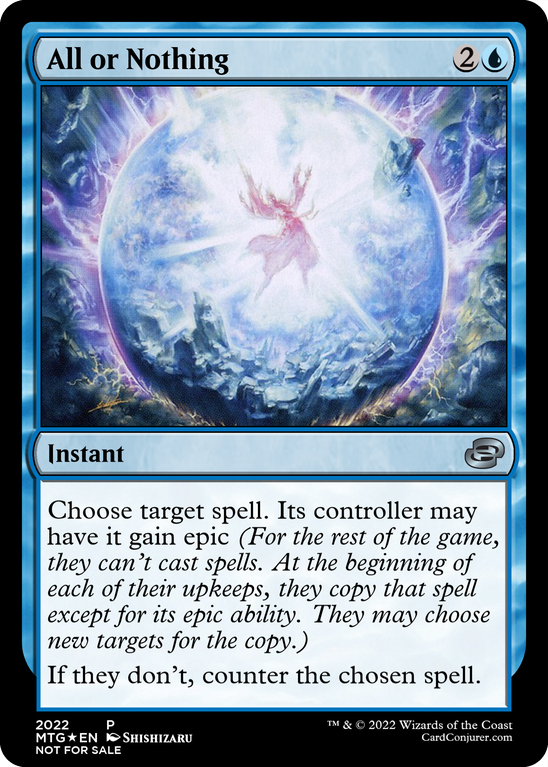 All or Nothing 2
Instant
Choose target spell. Its controller may
have it gain epic (For the rest of the game,
they can't cast spells. At the beginning of
each of their upkeeps, they copy that spell
except for its epic ability. They may choose
new targets for the copy.)
If they don't, counter the chosen spell.
2022 P
MTG★EN Shishizaru
NOT FOR SALE
™ & © 2022 Wizards of the Coast
CardConjurer.com